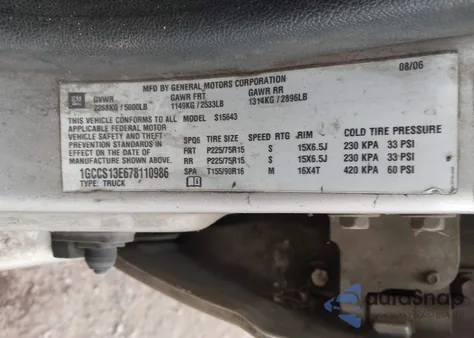 MFD BY GENERAL MOTORS CORPORATION 08/06
GM GVWR GAWR FRT GAWR RR
2268KG / 5000LB 1149KG / 2533LB 1314KG / 2896LB
THIS VEHICLE CONFORMS TO ALL MODEL S15643
APPLICABLE FEDERAL MOTOR
VEHICLE SAFETY AND THEFT SPQ6 TIRE SIZE SPEED RTG RIM COLD TIRE PRESSURE
PREVENTION STANDARDS IN FRT P225/75R15 S 15X6.5J 230 KPA 33 PSI
EFFECT ON THE DATE OF RR P225/75R15 S 15X6.5J 230 KPA 33 PSI
MANUFACTURE SHOWN ABOVE. SPA T155/90R16 M 16X4T 420 KPA 60 PSI
1GCCS13E678110986
TYPE: TRUCK
autoSnap